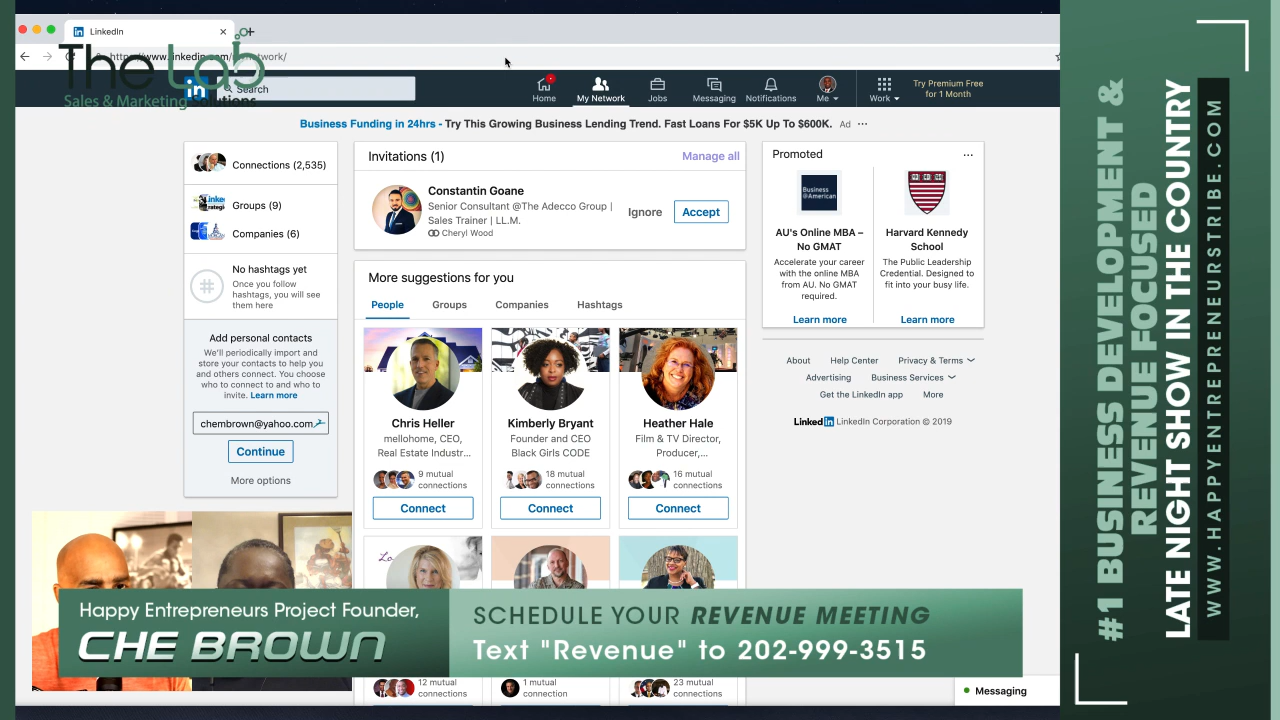 LinkedIn
https://www.linkedin.com/mynetwork/
The Lab
Sales & Marketing Solutions
Search
Home
My Network
Jobs
Messaging
Notifications
Me
Work
Try Premium Free
for 1 Month
Business Funding in 24hrs - Try This Growing Business Lending Trend. Fast Loans For $5K Up To $600K. Ad
Connections (2,535)
Groups (9)
Companies (6)
No hashtags yet
Once you follow
hashtags, you will see
them here
Add personal contacts
We'll periodically import and
store your contacts to help you
and others connect. You choose
who to connect to and who to
invite. Learn more
chembrown@yahoo.com
Continue
More options
Invitations (1)
Manage all
Constantin Goane
Senior Consultant @The Adecco Group |
Sales Trainer | LL.M.
Cheryl Wood
Ignore
Accept
More suggestions for you
People
Groups
Companies
Hashtags
Chris Heller
mellohome, CEO,
Real Estate Industr...
9 mutual
connections
Connect
Kimberly Bryant
Founder and CEO
Black Girls CODE
18 mutual
connections
Connect
Heather Hale
Film & TV Director,
Producer,...
16 mutual
connections
Connect
12 mutual
connections
1 mutual
connection
23 mutual
connections
Promoted
Business
@American
AU's Online MBA –
No GMAT
Accelerate your career
with the online MBA
from AU. No GMAT
required.
Learn more
Harvard Kennedy
School
The Public Leadership
Credential. Designed to
fit into your busy life.
Learn more
About
Help Center
Privacy & Terms
Advertising
Business Services
Get the LinkedIn app
More
LinkedIn LinkedIn Corporation © 2019
Messaging
Happy Entrepreneurs Project Founder,
CHE BROWN
SCHEDULE YOUR REVENUE MEETING
Text "Revenue" to 202-999-3515
#1 BUSINESS DEVELOPMENT &
REVENUE FOCUSED
LATE NIGHT SHOW IN THE COUNTRY
WWW.HAPPYENTREPRENEURSTRIBE.COM